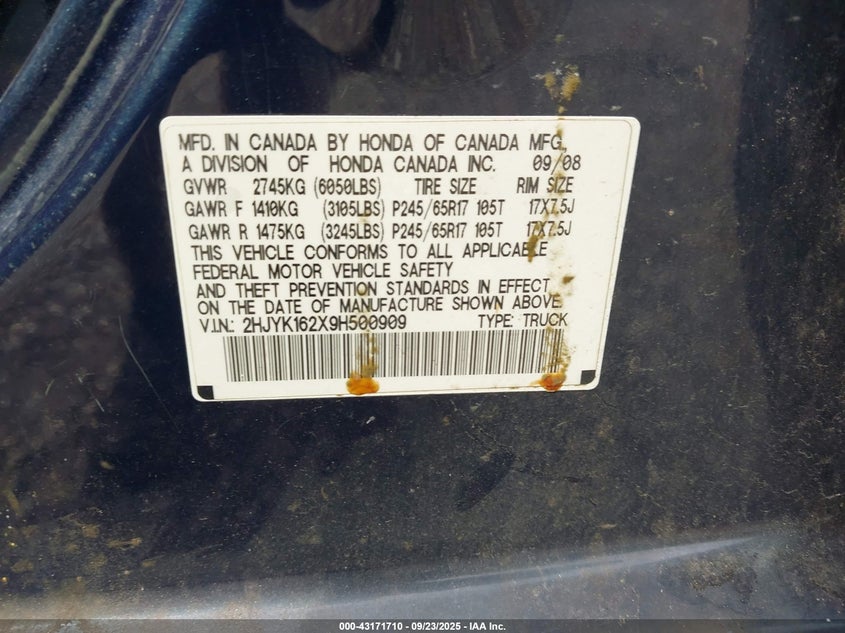 MFD. IN CANADA BY HONDA OF CANADA MFG.,
A DIVISION OF HONDA CANADA INC. 09/08
GVWR 2745KG (6050LBS) TIRE SIZE RIM SIZE
GAWR F 1410KG (3105LBS) P245/65R17 105T 17X7.5J
GAWR R 1475KG (3245LBS) P245/65R17 105T 17X7.5J
THIS VEHICLE CONFORMS TO ALL APPLICABLE
FEDERAL MOTOR VEHICLE SAFETY
AND THEFT PREVENTION STANDARDS IN EFFECT
ON THE DATE OF MANUFACTURE SHOWN ABOVE.
V.I.N.: 2HJYK162X9H500909 TYPE: TRUCK
000-43171710 - 09/23/2025 - IAA Inc.